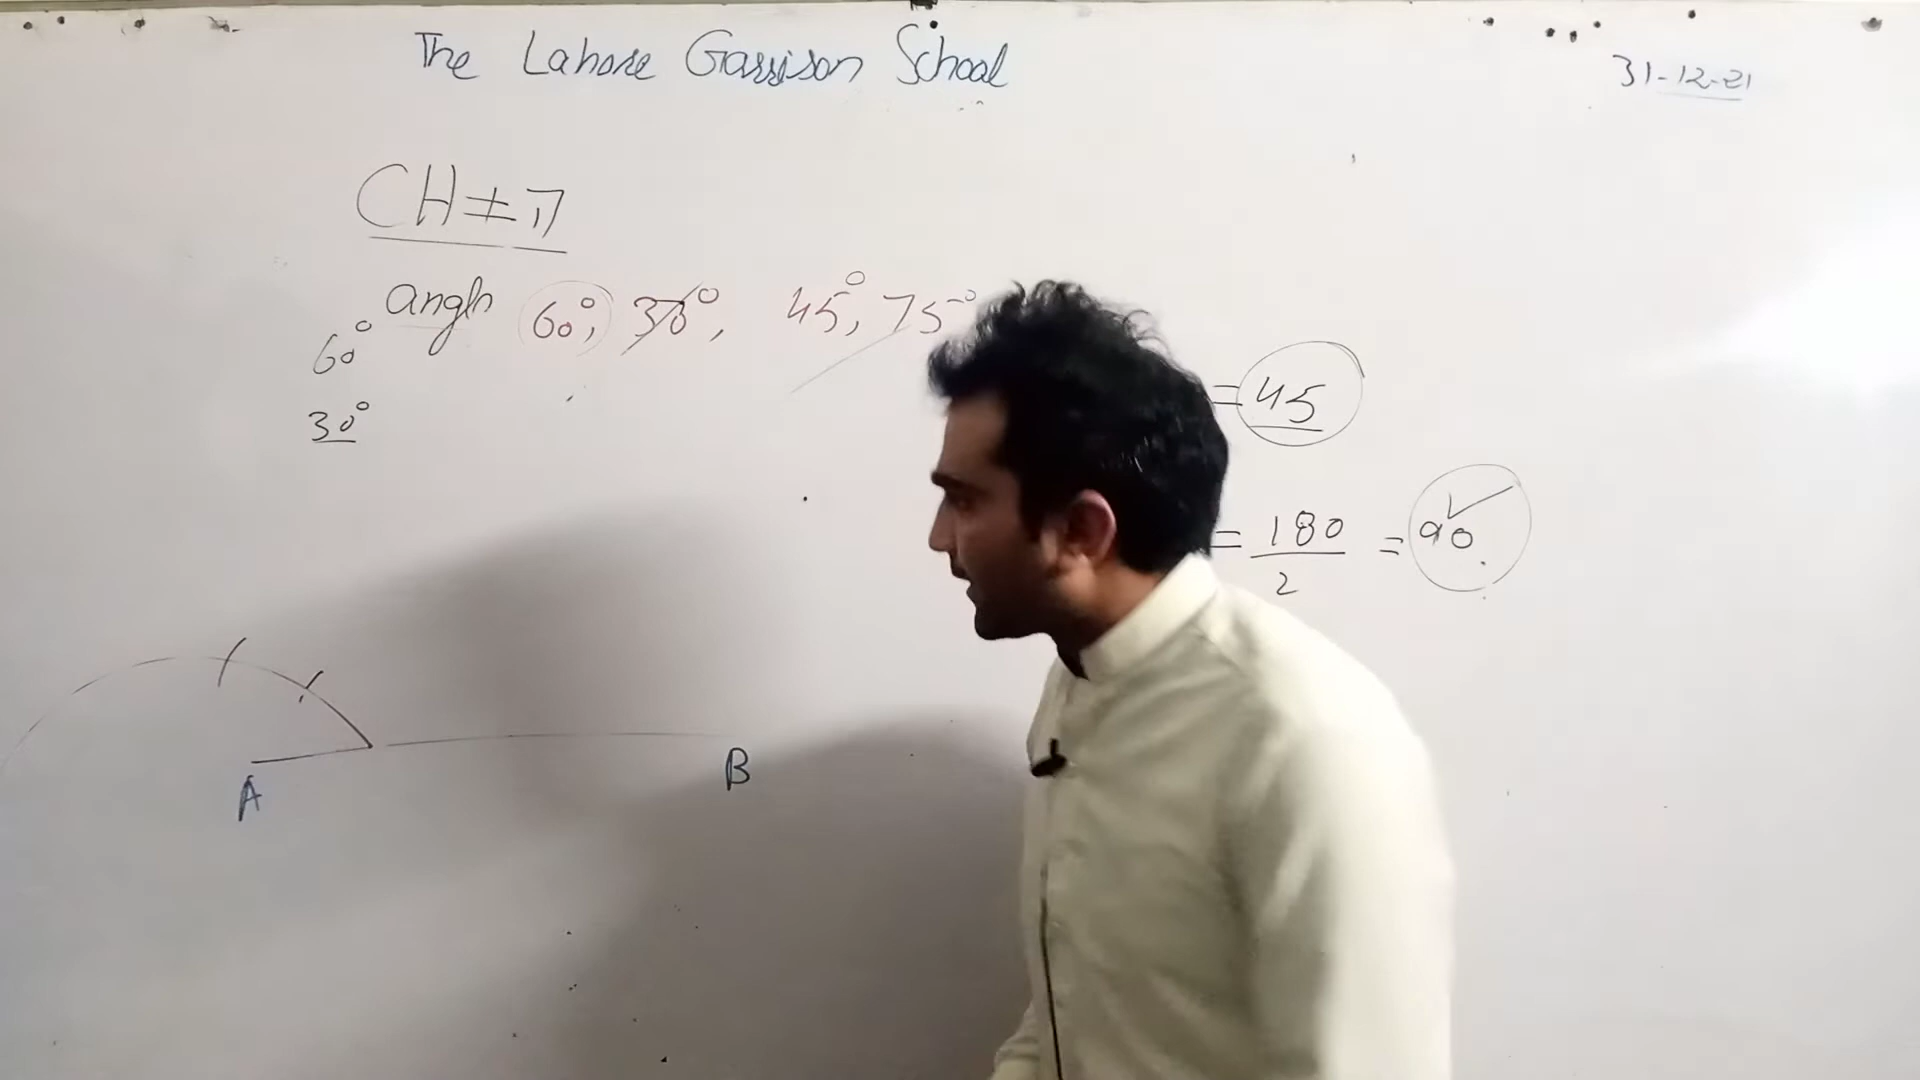 The Lahore Garrison School
31-12-21
CH # 7
angle 60°, 30°, 45°, 75°
60°
30°
= 45
= 180 / 2 = 90
A
B